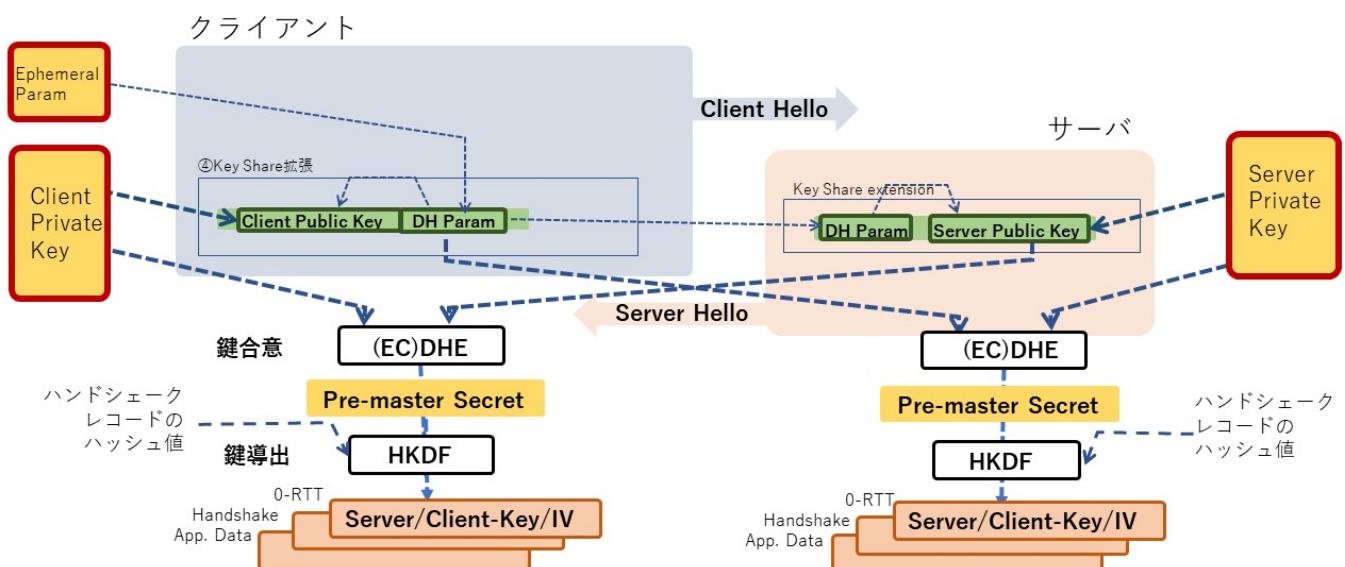 クライアント
Ephemeral
Param
Client Hello
サーバ
Client
Private
Key
④Key Share拡張
Client Public Key
DH Param
Key Share extension
DH Param
Server Public Key
Server
Private
Key
Server Hello
鍵合意
(EC)DHE
(EC)DHE
Pre-master Secret
Pre-master Secret
ハンドシェーク
レコードの
ハッシュ値
ハンドシェーク
レコードの
ハッシュ値
鍵導出
HKDF
HKDF
0-RTT
Handshake
App. Data
Server/Client-Key/IV
0-RTT
Handshake
App. Data
Server/Client-Key/IV